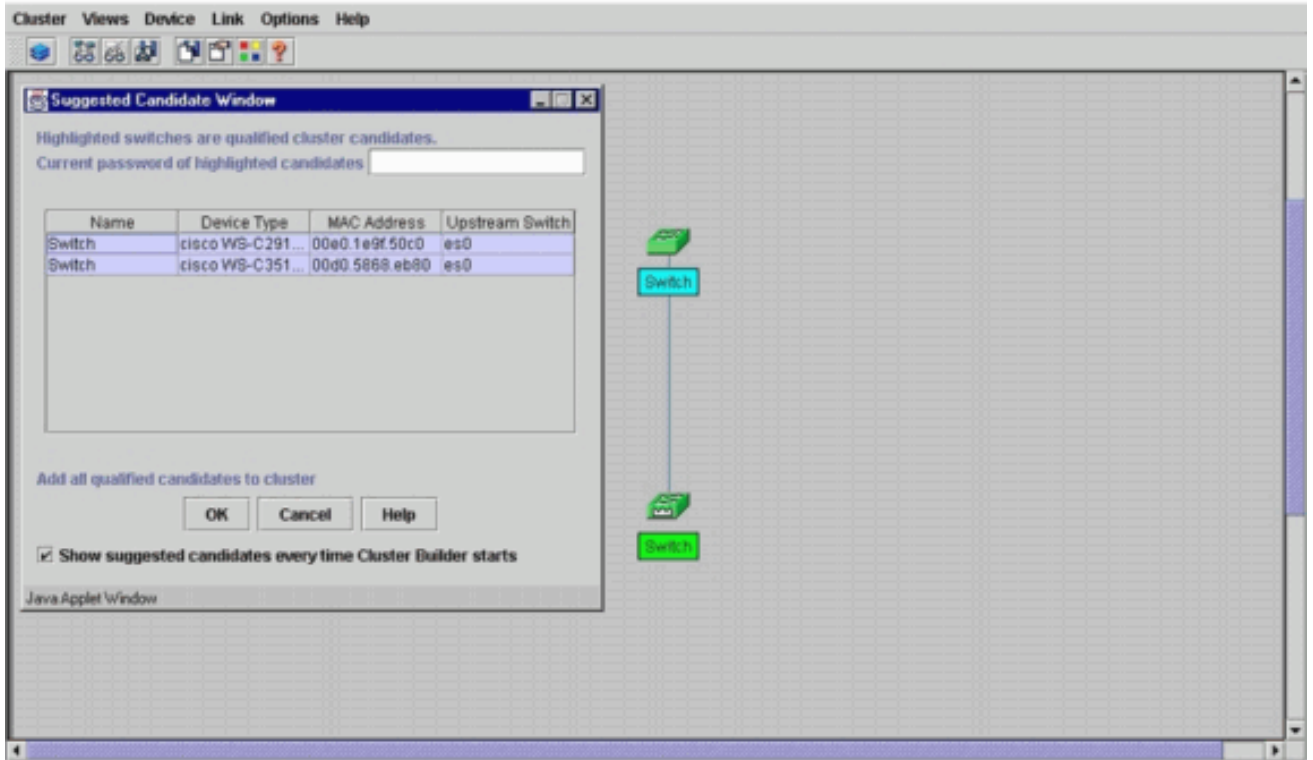 Cluster Views Device Link Options Help
Suggested Candidate Window
Highlighted switches are qualified cluster candidates.
Current password of highlighted candidates
Name Device Type MAC Address Upstream Switch
Switch cisco WS-C291... 00e0.1e9f.50c0 es0
Switch cisco WS-C351... 00d0.5868.eb80 es0
Add all qualified candidates to cluster
OK Cancel Help
Show suggested candidates every time Cluster Builder starts
Java Applet Window
Switch
Switch